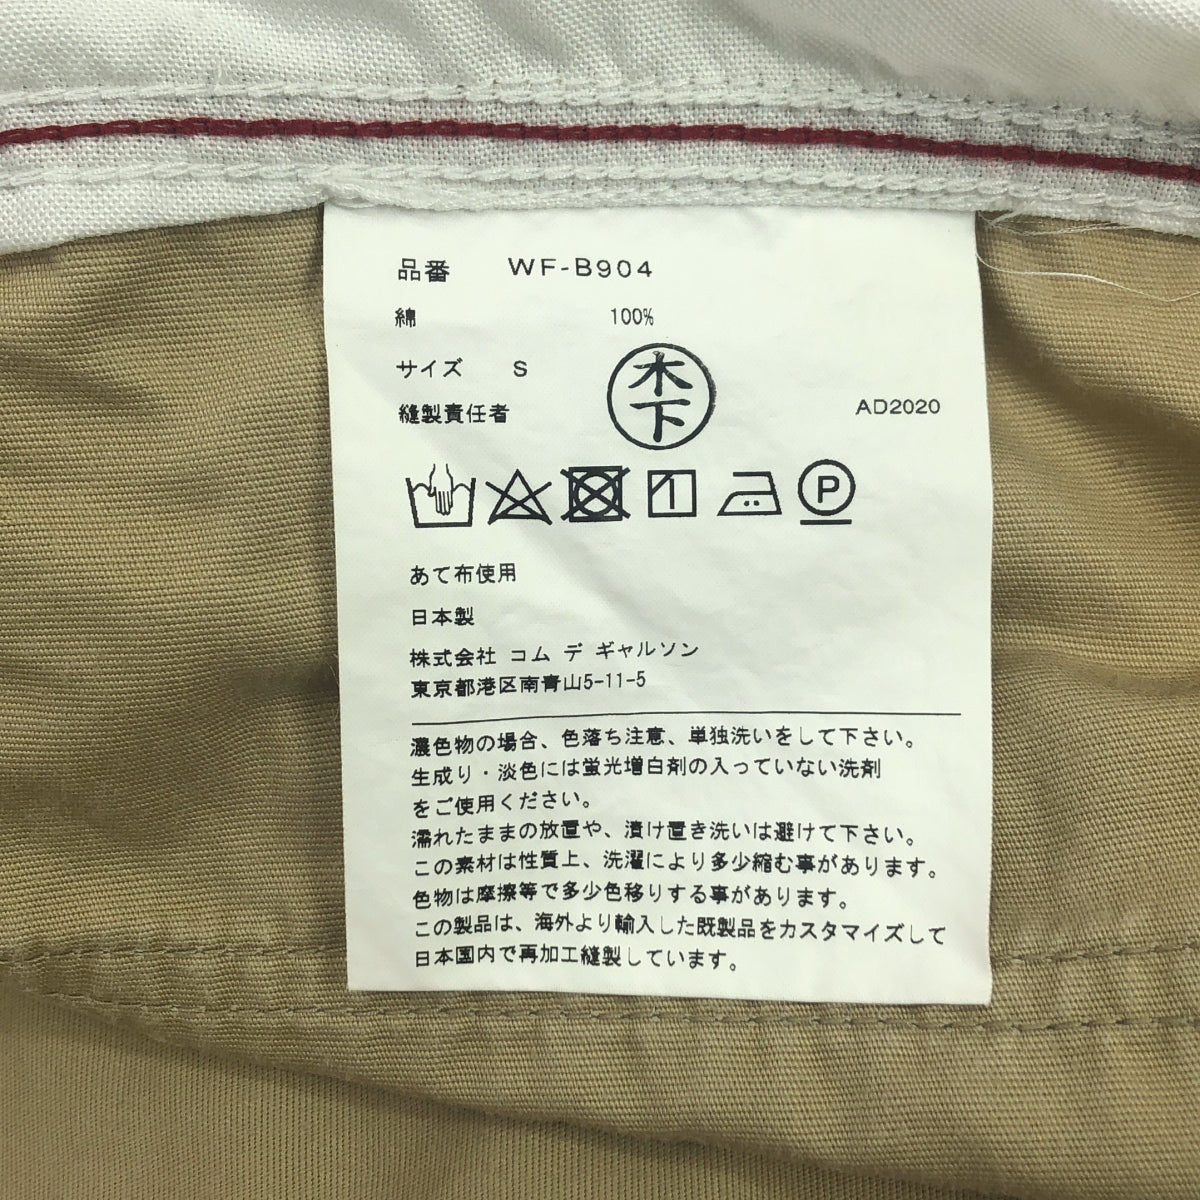 品番 WF-B904
綿 100%
サイズ S
縫製責任者 木下 AD2020
P
あて布使用
日本製
株式会社 コム デ ギャルソン
東京都港区南青山5-11-5
濃色物の場合、色落ち注意、単独洗いをして下さい。
生成り・淡色には蛍光増白剤の入っていない洗剤
をご使用ください。
濡れたままの放置や、漬け置き洗いは避けて下さい。
この素材は性質上、洗濯により多少縮む事があります。
色物は摩擦等で多少色移りする事があります。
この製品は、海外より輸入した既製品をカスタマイズして
日本国内で再加工縫製しています。